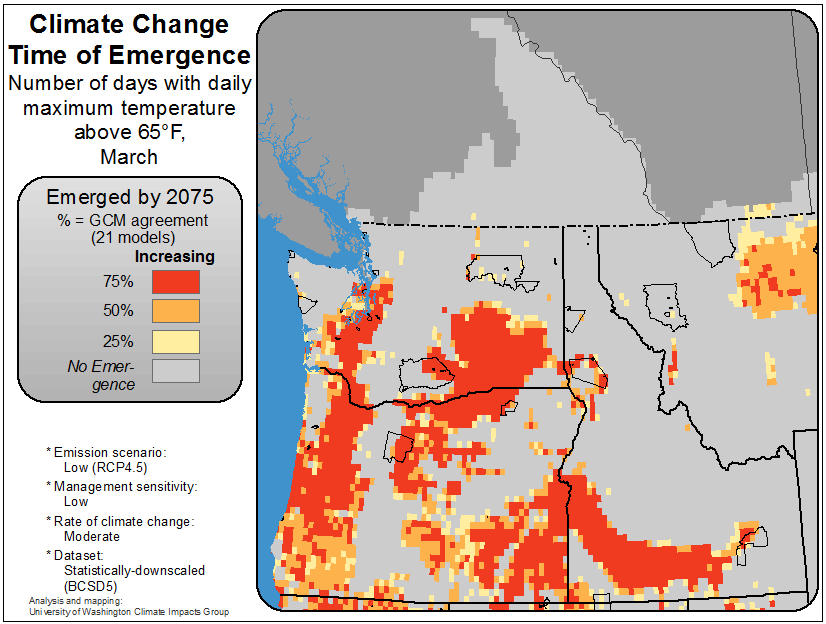 Climate Change
Time of Emergence
Number of days with daily
maximum temperature
above 65°F,
March
Emerged by 2075
% = GCM agreement
(21 models)
Increasing
75%
50%
25%
No Emer-
gence
* Emission scenario:
Low (RCP4.5)
* Management sensitivity:
Low
* Rate of climate change:
Moderate
* Dataset:
Statistically-downscaled
(BCSD5)
Analysis and mapping:
University of Washington Climate Impacts Group